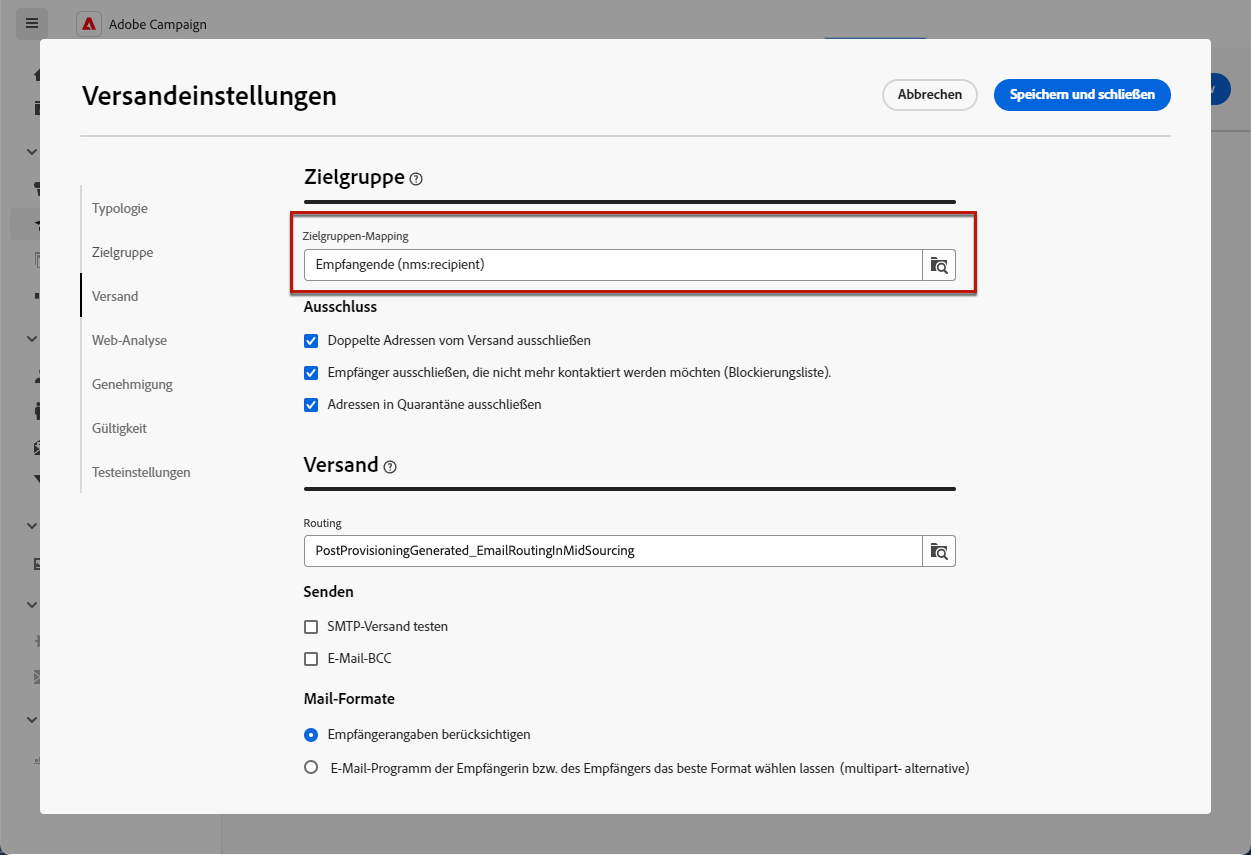 Adobe Campaign
Versandeinstellungen
Abbrechen
Speichern und schließen
Typologie
Zielgruppe
Versand
Web-Analyse
Genehmigung
Gültigkeit
Testeinstellungen
Zielgruppe
Zielgruppen-Mapping
Empfangende (nms:recipient)
Ausschluss
Doppelte Adressen vom Versand ausschließen
Empfänger ausschließen, die nicht mehr kontaktiert werden möchten (Blockierungsliste).
Adressen in Quarantäne ausschließen
Versand
Routing
PostProvisioningGenerated_EmailRoutingInMidSourcing
Senden
SMTP-Versand testen
E-Mail-BCC
Mail-Formate
Empfängerangaben berücksichtigen
E-Mail-Programm der Empfängerin bzw. des Empfängers das beste Format wählen lassen (multipart- alternative)